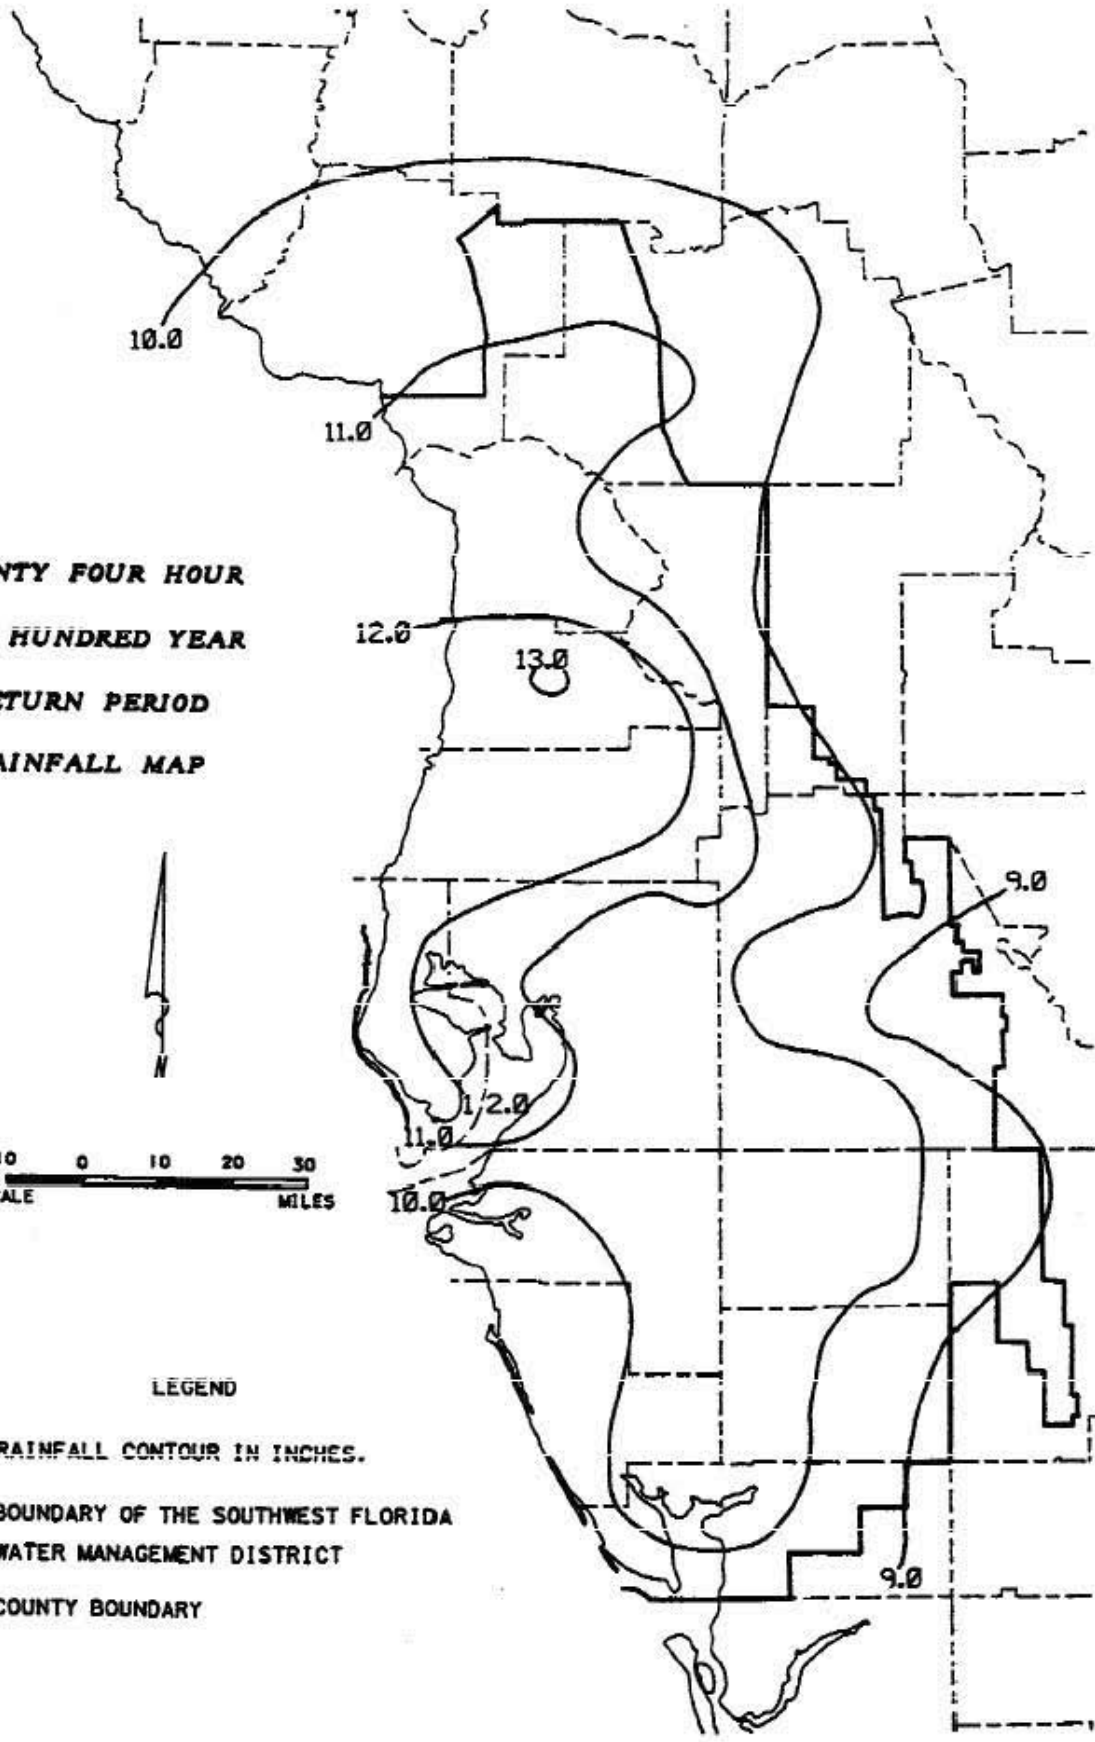 10.0
11.0
NTY FOUR HOUR
HUNDRED YEAR
ETURN PERIOD
AINFALL MAP
12.0
13.0
9.0
N
12.0
11.0
10.0
10 0 10 20 30
ALE MILES
LEGEND
RAINFALL CONTOUR IN INCHES.
BOUNDARY OF THE SOUTHWEST FLORIDA
WATER MANAGEMENT DISTRICT
COUNTY BOUNDARY
9.0